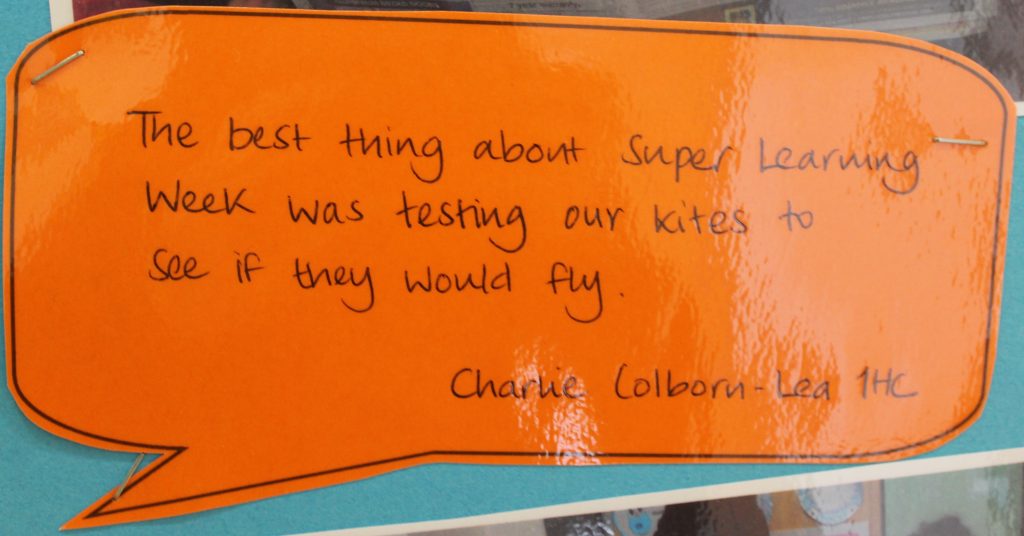 The best thing about Super Learning
Week was testing our kites to
see if they would fly.
Charlie Colborn-Lea 1HC